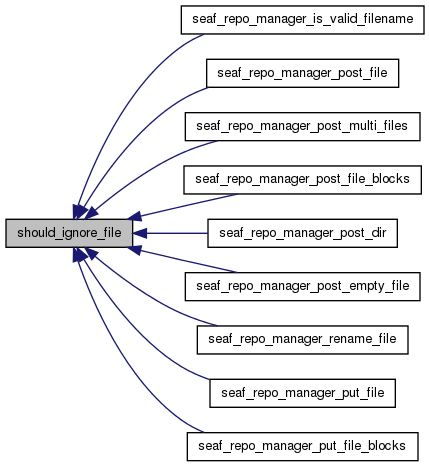 seaf_repo_manager_is_valid_filename
seaf_repo_manager_post_file
seaf_repo_manager_post_multi_files
seaf_repo_manager_post_file_blocks
should_ignore_file
seaf_repo_manager_post_dir
seaf_repo_manager_post_empty_file
seaf_repo_manager_rename_file
seaf_repo_manager_put_file
seaf_repo_manager_put_file_blocks